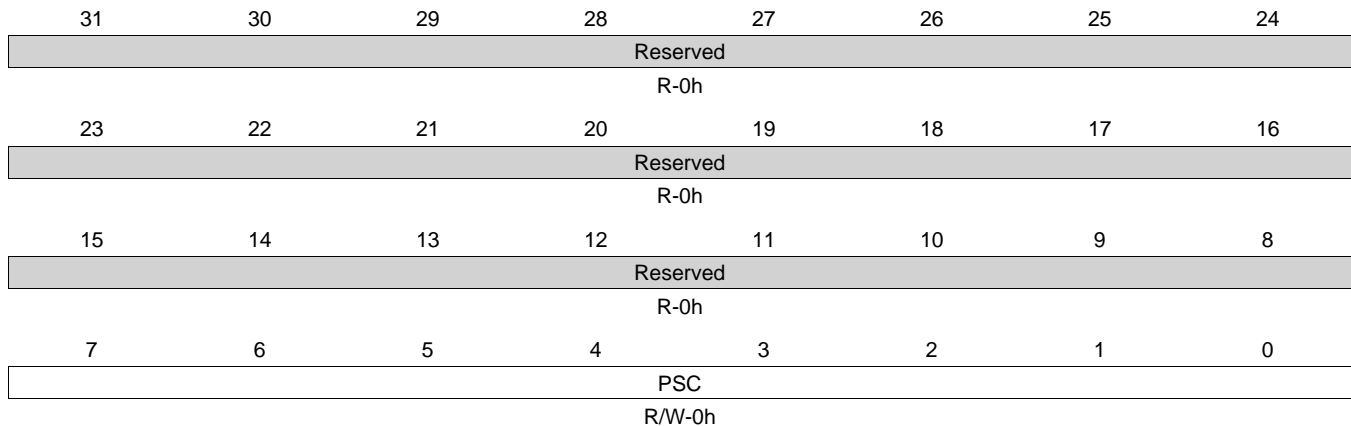 31 30 29 28 27 26 25 24
Reserved
R-0h
23 22 21 20 19 18 17 16
Reserved
R-0h
15 14 13 12 11 10 9 8
Reserved
R-0h
7 6 5 4 3 2 1 0
PSC
R/W-0h